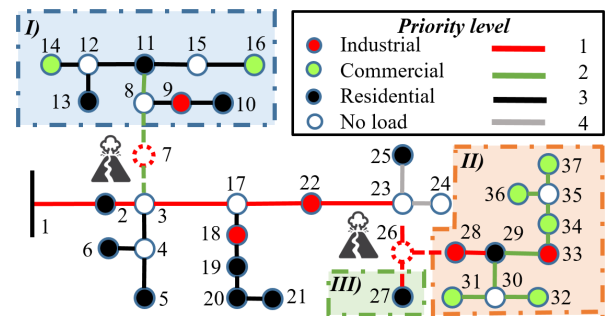 I)
14 12 11 15 16
13 8 9 10
7
Priority level
Industrial 1
Commercial 2
Residential 3
No load 4
25 II) 37
17 22 23 24 36 35
1 2 3
26 28 29 34
6 4 18 33
19 III) 31 30 32
5 20 21 27